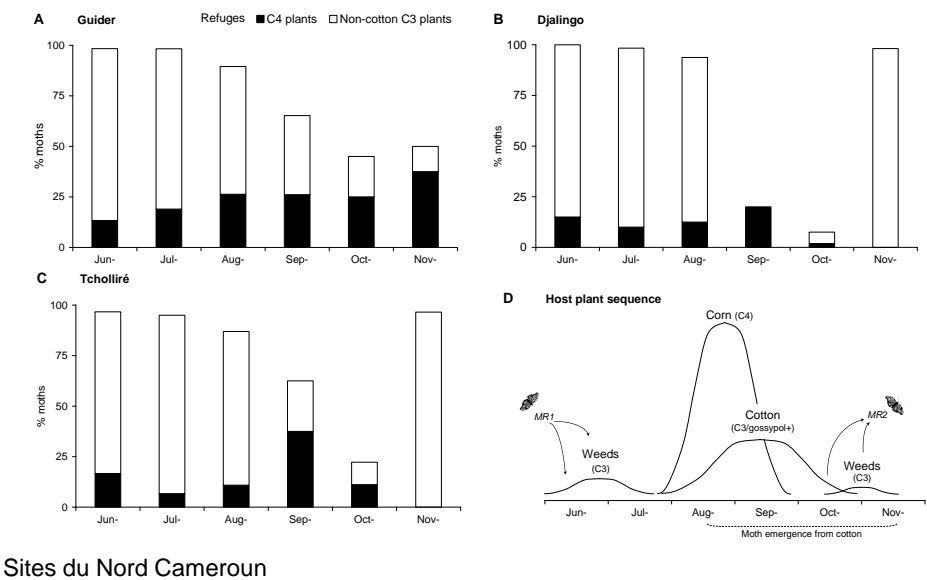 A Guider
Refuges C4 plants Non-cotton C3 plants
% moths
100
75
50
25
0
Jun- Jul- Aug- Sep- Oct- Nov-
B Djalingo
% moths
100
75
50
25
0
Jun- Jul- Aug- Sep- Oct- Nov-
C Tcholliré
% moths
100
75
50
25
0
Jun- Jul- Aug- Sep- Oct- Nov-
D Host plant sequence
Corn (C4)
MR1
Weeds
(C3)
Cotton
(C3/gossypol+)
MR2
Weeds
(C3)
Jun- Jul- Aug- Sep- Oct- Nov-
Moth emergence from cotton
Sites du Nord Cameroun